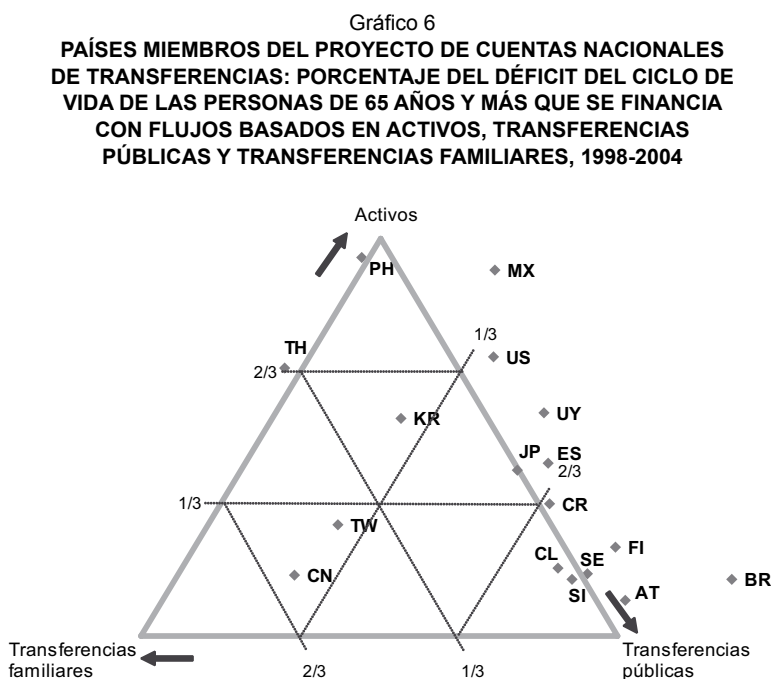 Gráfico 6
PAÍSES MIEMBROS DEL PROYECTO DE CUENTAS NACIONALES
DE TRANSFERENCIAS: PORCENTAJE DEL DÉFICIT DEL CICLO DE
VIDA DE LAS PERSONAS DE 65 AÑOS Y MÁS QUE SE FINANCIA
CON FLUJOS BASADOS EN ACTIVOS, TRANSFERENCIAS
PÚBLICAS Y TRANSFERENCIAS FAMILIARES, 1998-2004
Activos
PH
MX
1/3
TH
US
2/3
UY
KR
JP
ES
2/3
1/3
CR
TW
FI
CL
SE
CN
BR
SI
AT
Transferencias
familiares
2/3
1/3
Transferencias
públicas